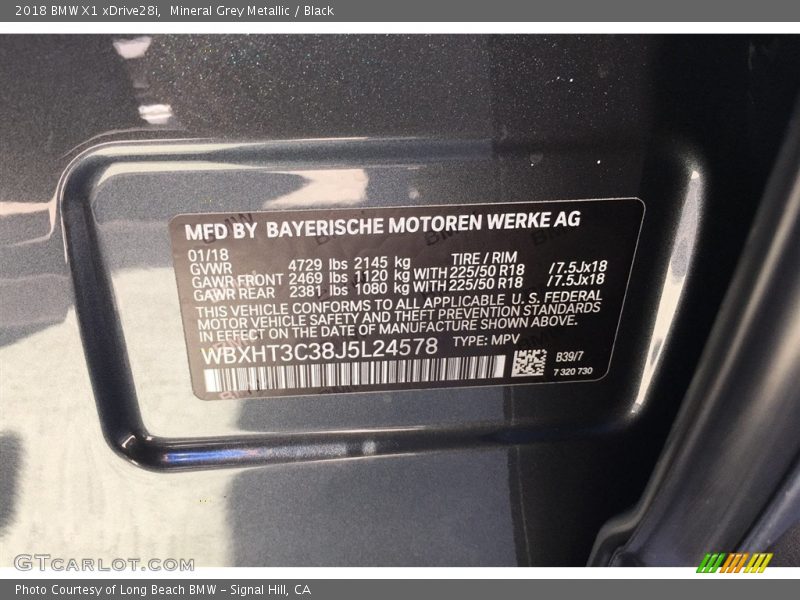 2018 BMW X1 xDrive28i, Mineral Grey Metallic / Black
MFD BY BAYERISCHE MOTOREN WERKE AG
01/18 TIRE / RIM
GVWR 4729 lbs 2145 kg
GAWR FRONT 2469 lbs 1120 kg WITH 225/50 R18 /7.5Jx18
GAWR REAR 2381 lbs 1080 kg WITH 225/50 R18 /7.5Jx18
THIS VEHICLE CONFORMS TO ALL APPLICABLE U. S. FEDERAL
MOTOR VEHICLE SAFETY AND THEFT PREVENTION STANDARDS
IN EFFECT ON THE DATE OF MANUFACTURE SHOWN ABOVE.
WBXHT3C38J5L24578 TYPE: MPV
B39/7
7 320 730
GTCARLOT.COM
Photo Courtesy of Long Beach BMW - Signal Hill, CA